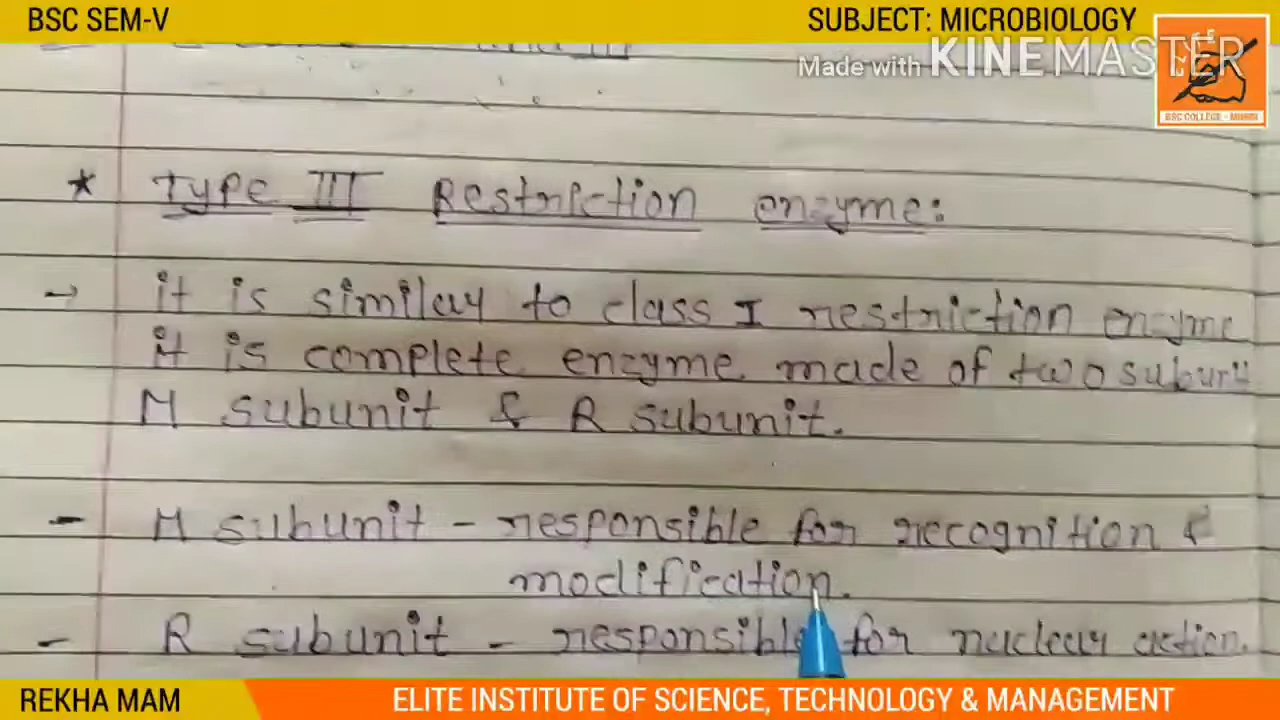 BSC SEM-V
SUBJECT: MICROBIOLOGY
Made with KINEMASTER
BSC COLLEGE -
* Type III Restriction enzyme:
→ it is similar to class I restriction enzyme
it is complete enzyme made of two subunit
M subunit & R subunit.
- M subunit - responsible for recognition &
modification.
- R subunit - responsible for nuclear action.
REKHA MAM
ELITE INSTITUTE OF SCIENCE, TECHNOLOGY & MANAGEMENT